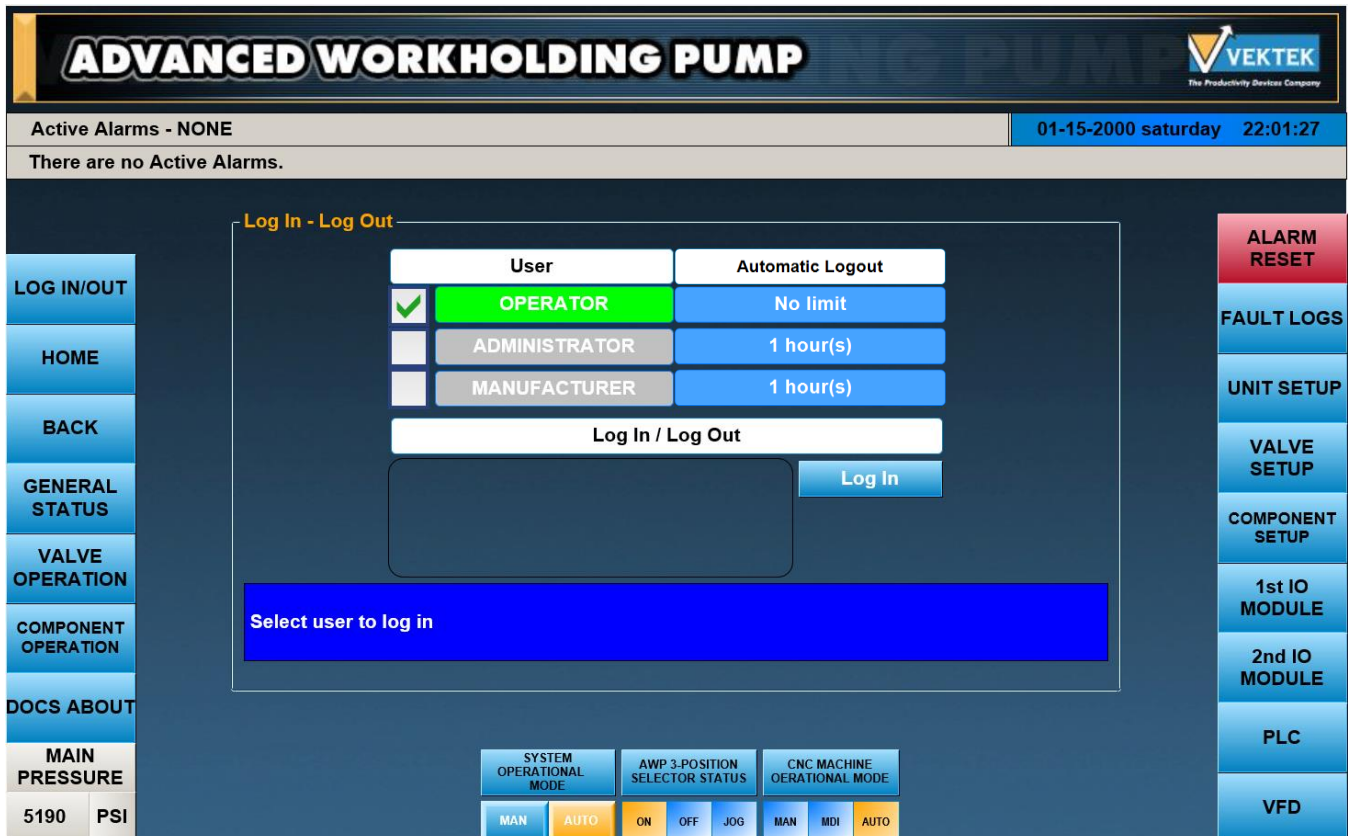 ADVANCED WORKHOLDING PUMP
VEKTEK
The Productivity Devices Company
Active Alarms - NONE
01-15-2000 saturday 22:01:27
There are no Active Alarms.
LOG IN/OUT
HOME
BACK
GENERAL
STATUS
VALVE
OPERATION
COMPONENT
OPERATION
DOCS ABOUT
MAIN
PRESSURE
5190 PSI
Log In - Log Out
User Automatic Logout
OPERATOR No limit
ADMINISTRATOR 1 hour(s)
MANUFACTURER 1 hour(s)
Log In / Log Out
Log In
Select user to log in
SYSTEM
OPERATIONAL
MODE
MAN AUTO
AWP 3-POSITION
SELECTOR STATUS
ON OFF JOG
CNC MACHINE
OERATIONAL MODE
MAN MDI AUTO
ALARM
RESET
FAULT LOGS
UNIT SETUP
VALVE
SETUP
COMPONENT
SETUP
1st IO
MODULE
2nd IO
MODULE
PLC
VFD